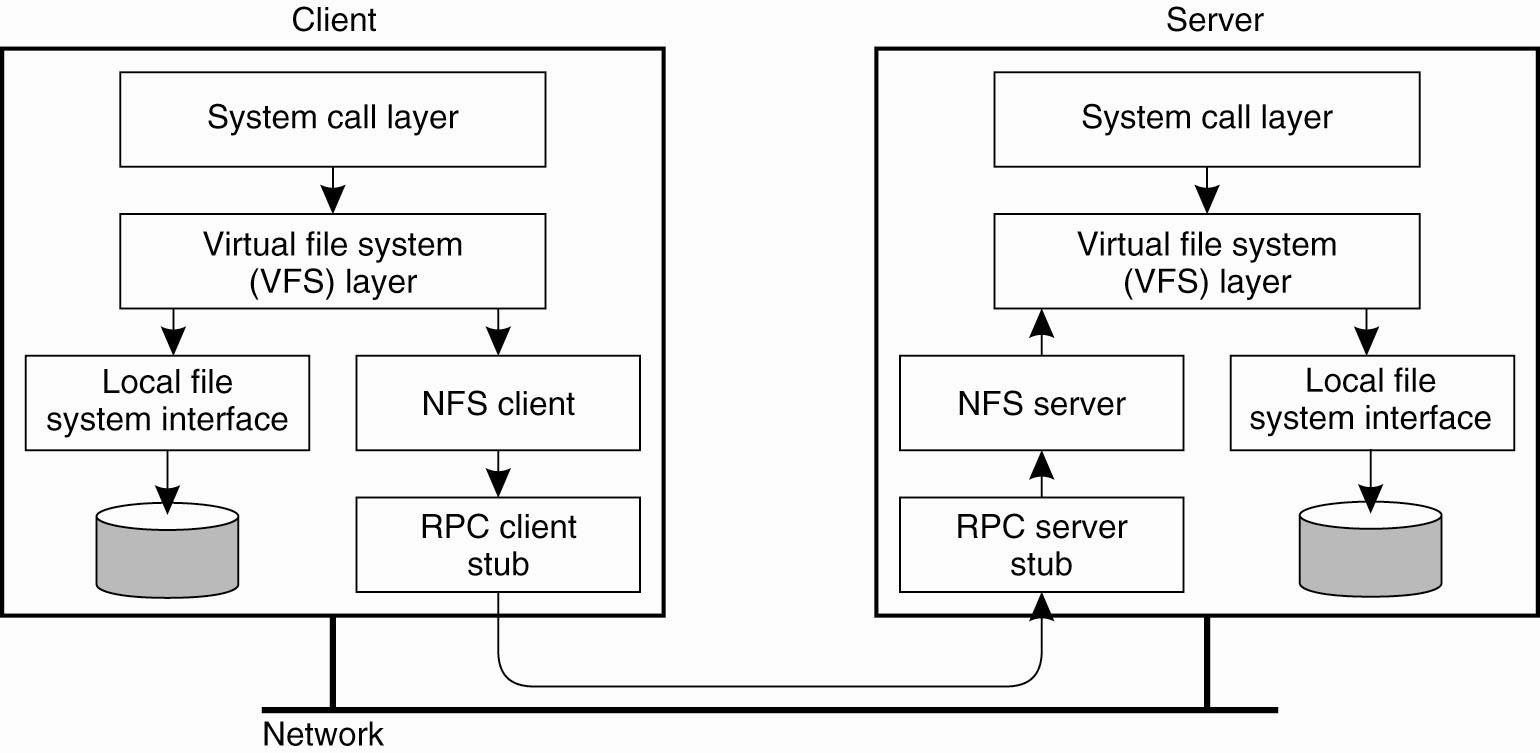 Client
System call layer
Virtual file system
(VFS) layer
Local file
system interface
NFS client
RPC client
stub
Server
System call layer
Virtual file system
(VFS) layer
NFS server
Local file
system interface
RPC server
stub
Network